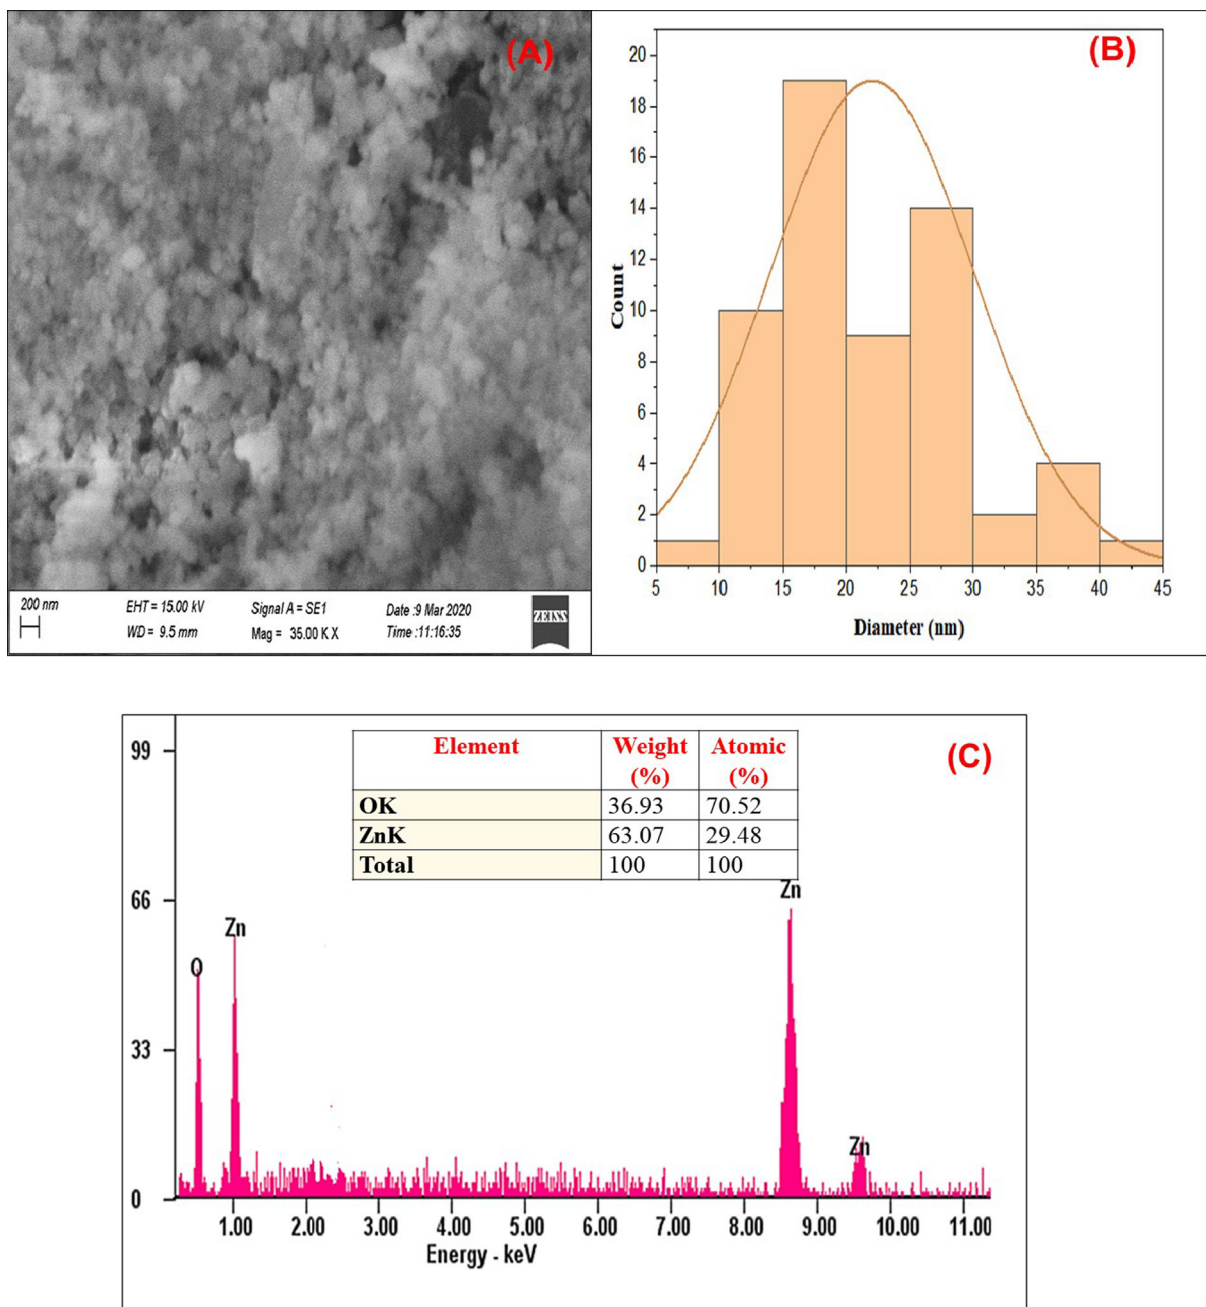 (A)
200 nm
EHT = 15.00 kV
Signal A = SE1
Date :9 Mar 2020
WD = 9.5 mm
Mag = 35.00 K X
Time :11:16:35
ZEISS
(B)
20
18
16
14
12
10
8
6
4
2
0
Count
5 10 15 20 25 30 35 40 45
Diameter (nm)
(C)
Element Weight (%) Atomic (%)
OK 36.93 70.52
ZnK 63.07 29.48
Total 100 100
99
66
33
0
O
Zn
Zn
Zn
1.00 2.00 3.00 4.00 5.00 6.00 7.00 8.00 9.00 10.00 11.00
Energy - keV